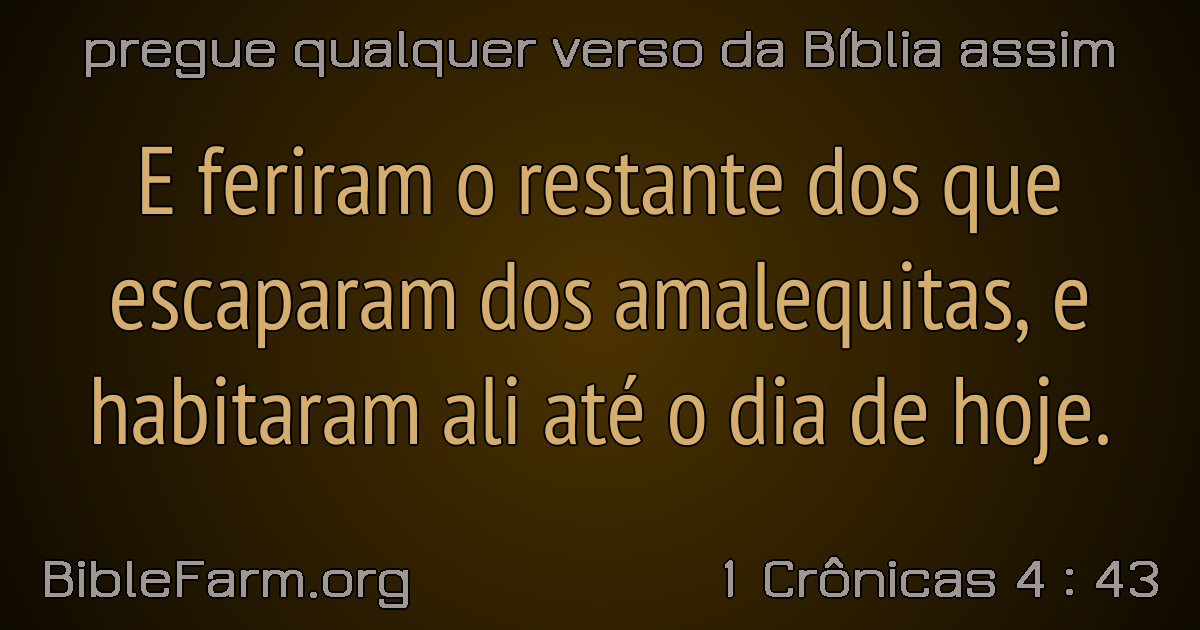 pregue qualquer verso da Bíblia assim
E feriram o restante dos que
escaparam dos amalequitas, e
habitaram ali até o dia de hoje.
BibleFarm.org
1 Crônicas 4 : 43